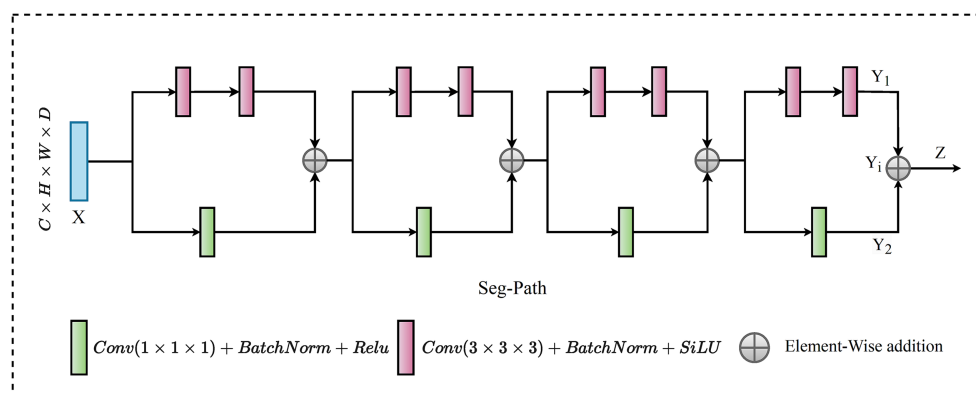 C × H × W × D
X
Y1
Yi
Z
Y2
Seg-Path
Conv(1 × 1 × 1) + BatchNorm + Relu
Conv(3 × 3 × 3) + BatchNorm + SiLU
Element-Wise addition